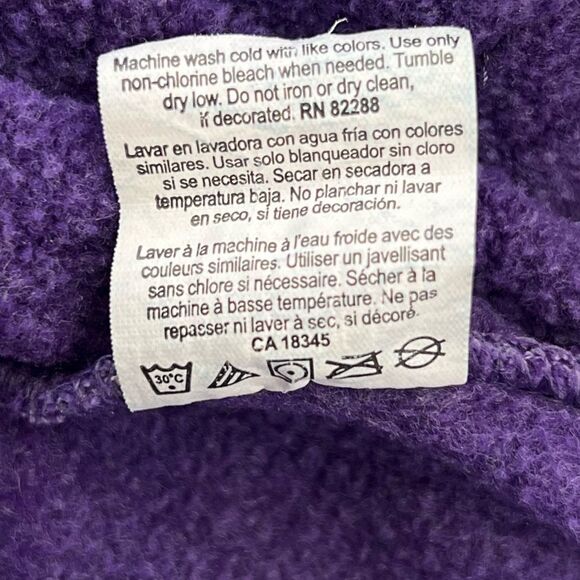 Machine wash cold with like colors. Use only
non-chlorine bleach when needed. Tumble
dry low. Do not iron or dry clean,
if decorated. RN 82288
Lavar en lavadora con agua fría con colores
similares. Usar solo blanqueador sin cloro
si se necesita. Secar en secadora a
temperatura baja. No planchar ni lavar
en seco, si tiene decoración.
Laver à la machine à l'eau froide avec des
couleurs similaires. Utiliser un javellisant
sans chlore si nécessaire. Sécher à la
machine à basse température. Ne pas
repasser ni laver à sec, si décoré.
CA 18345
30°C